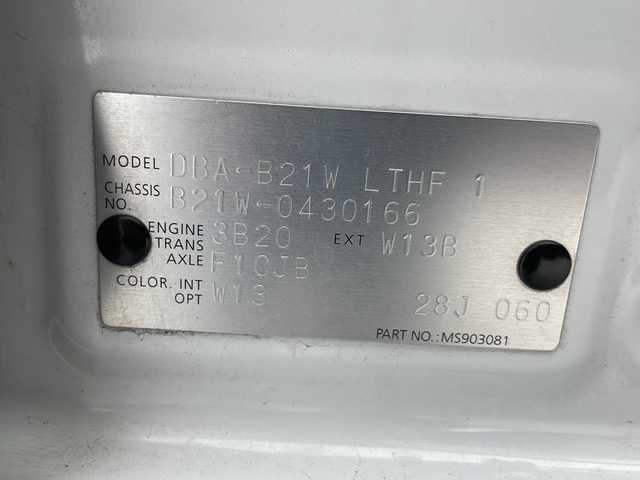 MODEL DBA-B21W LTHF 1
CHASSIS NO. B21W-0430166
ENGINE 3B20 EXT W13B
TRANS AXLE F1CJB
COLOR. INT OPT W13 28J 060
PART NO.:MS903081